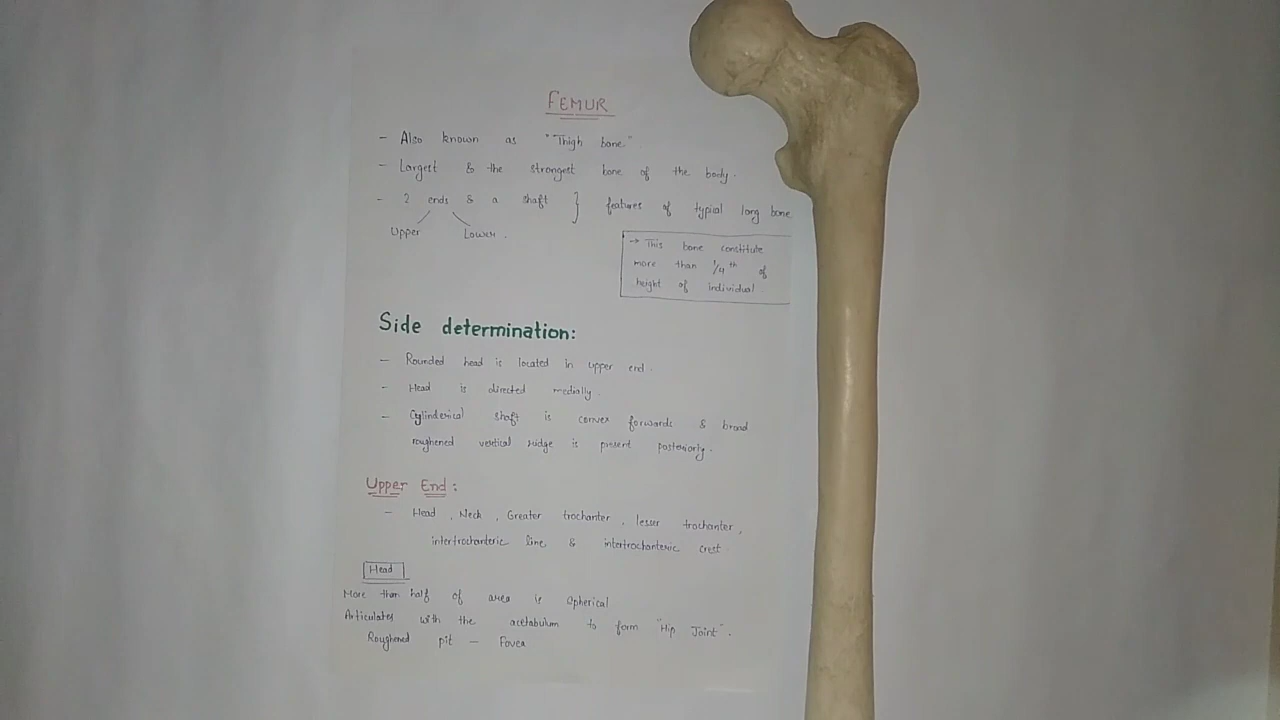 FEMUR
- Also known as "Thigh bone".
- Largest & the strongest bone of the body.
- 2 ends & a shaft } features of typical long bone
Upper Lower.
→ This bone constitute
more than 1/4th of
height of individual
Side determination:
- Rounded head is located in upper end.
- Head is directed medially.
- Cylinderical shaft is convex forwards & broad
roughened vertical ridge is present posteriorly.
Upper End:
- Head, Neck, Greater trochanter, lesser trochanter,
intertrochanteric line, & intertrochanteric crest
Head
More than half of area is Spherical
Articulates with the acetabulum to form "Hip Joint".
Roughened pit - Fovea